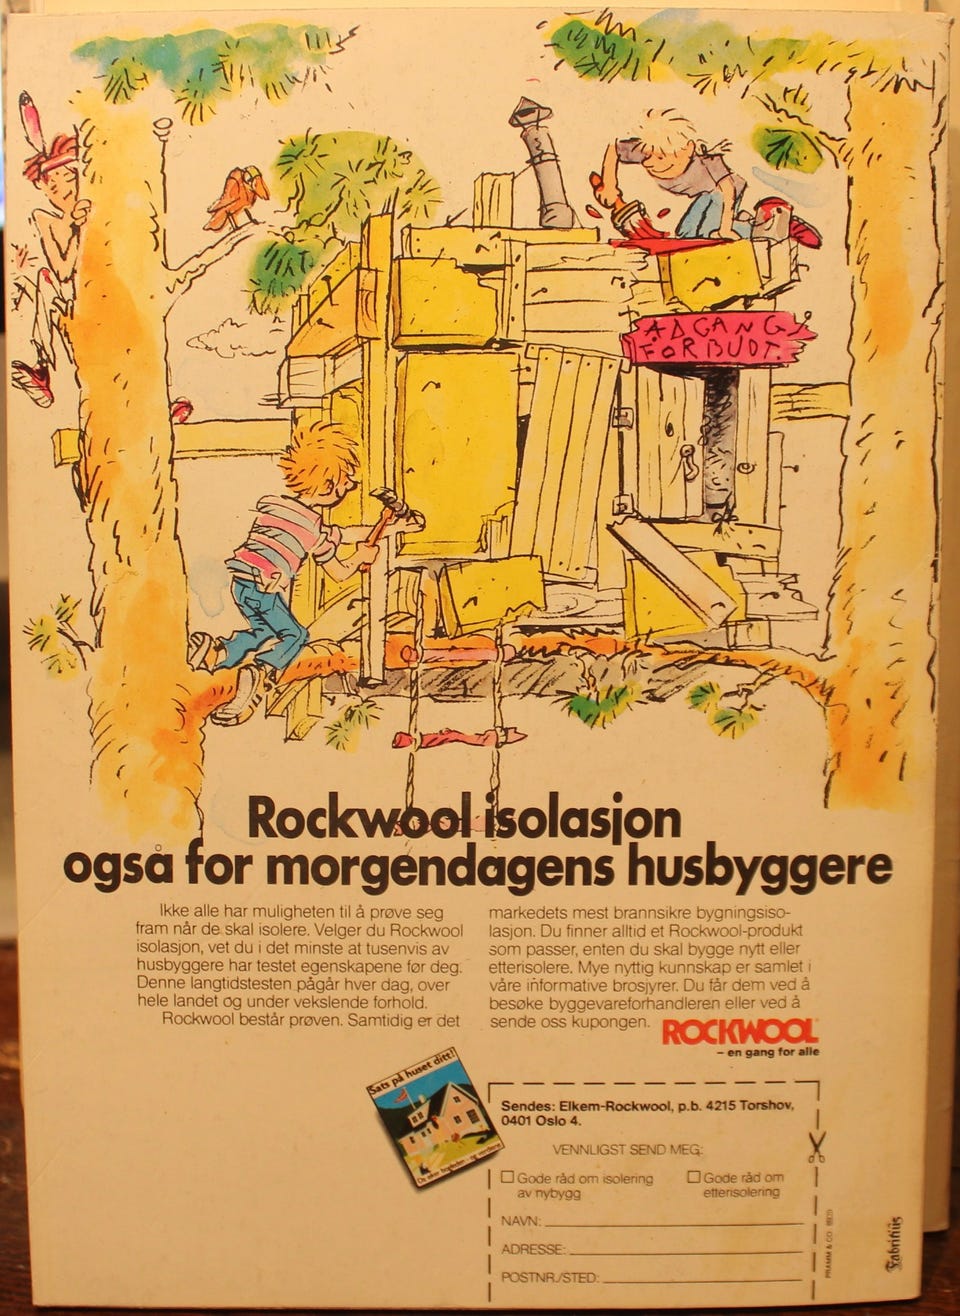 ADGANG
FORBUDT.
Rockwool isolasjon
også for morgendagens husbyggere
Ikke alle har muligheten til å prøve seg
fram når de skal isolere. Velger du Rockwool
isolasjon, vet du i det minste at tusenvis av
husbyggere har testet egenskapene før deg.
Denne langtidstesten pågår hver dag, over
hele landet og under vekslende forhold.
Rockwool består prøven. Samtidig er det
markedets mest brannsikre bygningsiso-
lasjon. Du finner alltid et Rockwool-produkt
som passer, enten du skal bygge nytt eller
etterisolere. Mye nyttig kunnskap er samlet i
våre informative brosjyrer. Du får dem ved å
besøke byggevareforhandleren eller ved å
sende oss kupongen.
ROCKWOOL
– en gang for alle
Sats på huset ditt!
Sendes: Elkem-Rockwool, p.b. 4215 Torshov,
0401 Oslo 4.
VENNLIGST SEND MEG:
Gode råd om isolering
av nybygg
Gode råd om
etterisolering
NAVN:
ADRESSE:
POSTNR./STED:
Fabritius